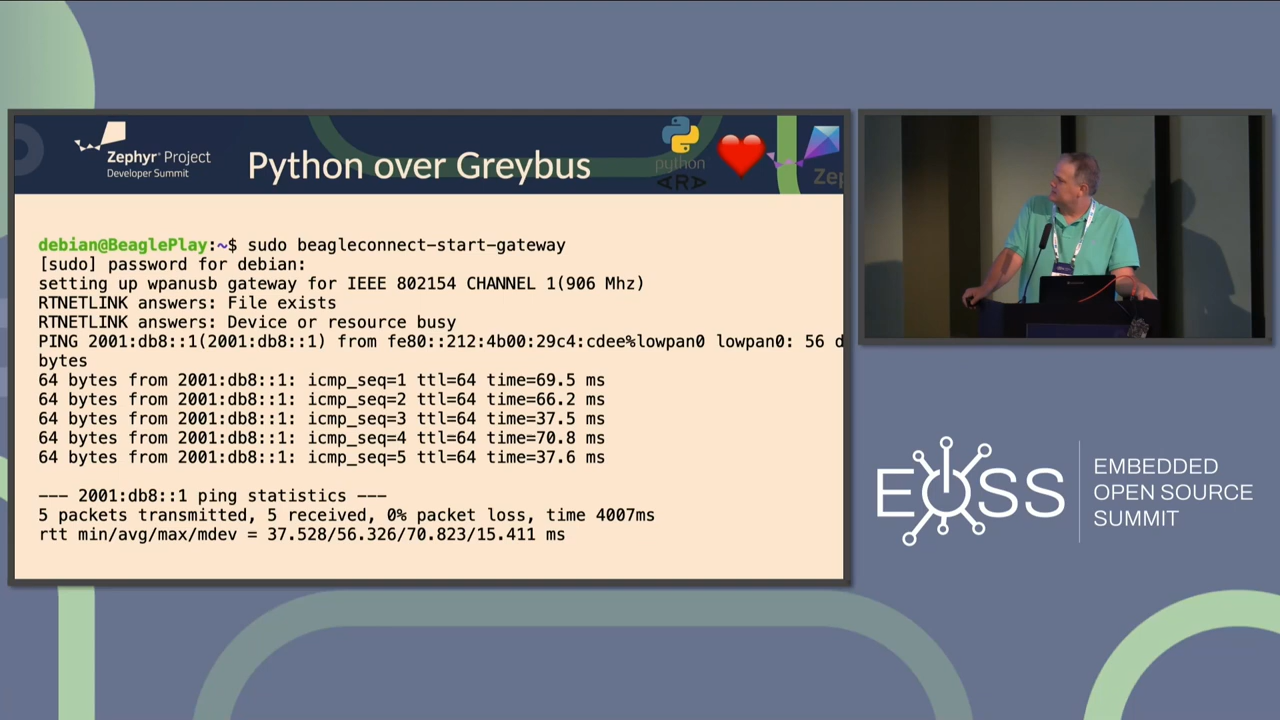 Zephyr® Project
Developer Summit
Python over Greybus
python
debian@BeaglePlay:~$ sudo beagleconnect-start-gateway
[sudo] password for debian:
setting up wpanusb gateway for IEEE 802154 CHANNEL 1(906 Mhz)
RTNETLINK answers: File exists
RTNETLINK answers: Device or resource busy
PING 2001:db8::1(2001:db8::1) from fe80::212:4b00:29c4:cdee%lowpan0 lowpan0: 56 d
bytes
64 bytes from 2001:db8::1: icmp_seq=1 ttl=64 time=69.5 ms
64 bytes from 2001:db8::1: icmp_seq=2 ttl=64 time=66.2 ms
64 bytes from 2001:db8::1: icmp_seq=3 ttl=64 time=37.5 ms
64 bytes from 2001:db8::1: icmp_seq=4 ttl=64 time=70.8 ms
64 bytes from 2001:db8::1: icmp_seq=5 ttl=64 time=37.6 ms
--- 2001:db8::1 ping statistics ---
5 packets transmitted, 5 received, 0% packet loss, time 4007ms
rtt min/avg/max/mdev = 37.528/56.326/70.823/15.411 ms
EOSS
EMBEDDED
OPEN SOURCE
SUMMIT